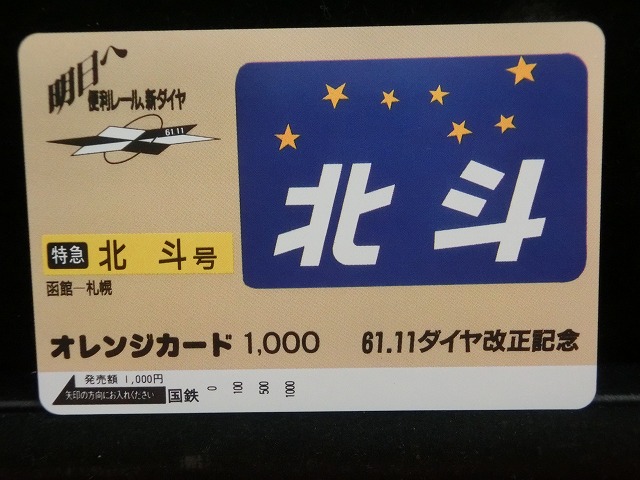 明日へ
便利レール、新ダイヤ
61.11
北斗
特急 北 斗 号
函館―札幌
オレンジカード 1,000
61.11ダイヤ改正記念
発売額 1,000円
矢印の方向にお入れください
国鉄
0 100 500 1000